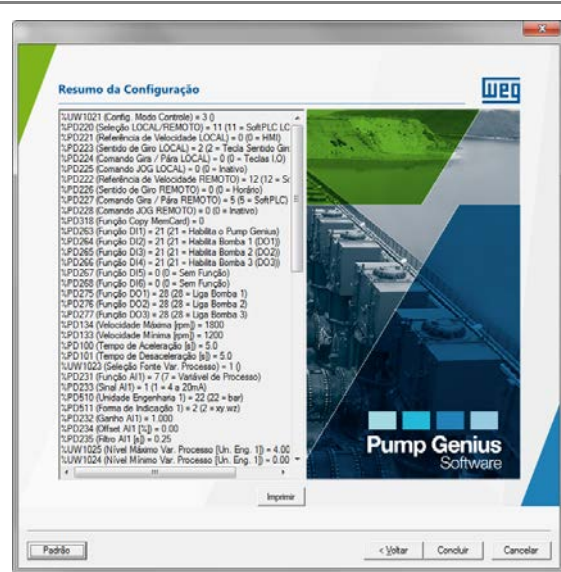 Resumo da Configuração
weg
%UW1021 (Config. Modo Controle) = 3 ()
%PD220 (Seleção LOCAL/REMOTO) = 11 (11 = SoftPLC LC
%PD221 (Referência de Velocidade LOCAL) = 0 (0 = HMI)
%PD223 (Sentido de Giro LOCAL) = 2 (2 = Tecla Sentido Giro
%PD224 (Comando Gira / Pára LOCAL) = 0 (0 = Teclas I,O)
%PD225 (Comando JOG LOCAL) = 0 (0 = Inativo)
%PD222 (Referência de Velocidade REMOTO) = 12 (12 = Sc
%PD226 (Sentido de Giro REMOTO) = 0 (0 = Horário)
%PD227 (Comando Gira / Pára REMOTO) = 5 (5 = SoftPLC)
%PD228 (Comando JOG REMOTO) = 0 (0 = Inativo)
%PD318 (Função Copy MemCard) = 0
%PD263 (Função DI1) = 21 (21 = Habilita o Pump Genius)
%PD264 (Função DI2) = 21 (21 = Habilita Bomba 1 (DO1))
%PD265 (Função DI3) = 21 (21 = Habilita Bomba 2 (DO2))
%PD266 (Função DI4) = 21 (21 = Habilita Bomba 3 (DO3))
%PD267 (Função DI5) = 0 (0 = Sem Função)
%PD268 (Função DI6) = 0 (0 = Sem Função)
%PD275 (Função DO1) = 28 (28 = Liga Bomba 1)
%PD276 (Função DO2) = 28 (28 = Liga Bomba 2)
%PD277 (Função DO3) = 28 (28 = Liga Bomba 3)
%PD134 (Velocidade Máxima [rpm]) = 1800
%PD133 (Velocidade Mínima [rpm]) = 1200
%PD100 (Tempo de Aceleração [s]) = 5.0
%PD101 (Tempo de Desaceleração [s]) = 5.0
%UW1023 (Seleção Fonte Var. Processo) = 1 ()
%PD231 (Função AI1) = 7 (7 = Variável de Processo)
%PD233 (Sinal AI1) = 1 (1 = 4 a 20mA)
%PD510 (Unidade Engenharia 1) = 22 (22 = bar)
%PD511 (Forma de Indicação 1) = 2 (2 = xy.wz)
%PD232 (Ganho AI1) = 1.000
%PD234 (Offset AI1 [%]) = 0.00
%PD235 (Filtro AI1 [s]) = 0.25
%UW1025 (Nível Máximo Var. Processo [Un. Eng. 1]) = 4.00
%UW1024 (Nível Mínimo Var. Processo [Un. Eng. 1]) = 0.00
Pump Genius
Software
Imprimir
Padrão
< Voltar
Concluir
Cancelar